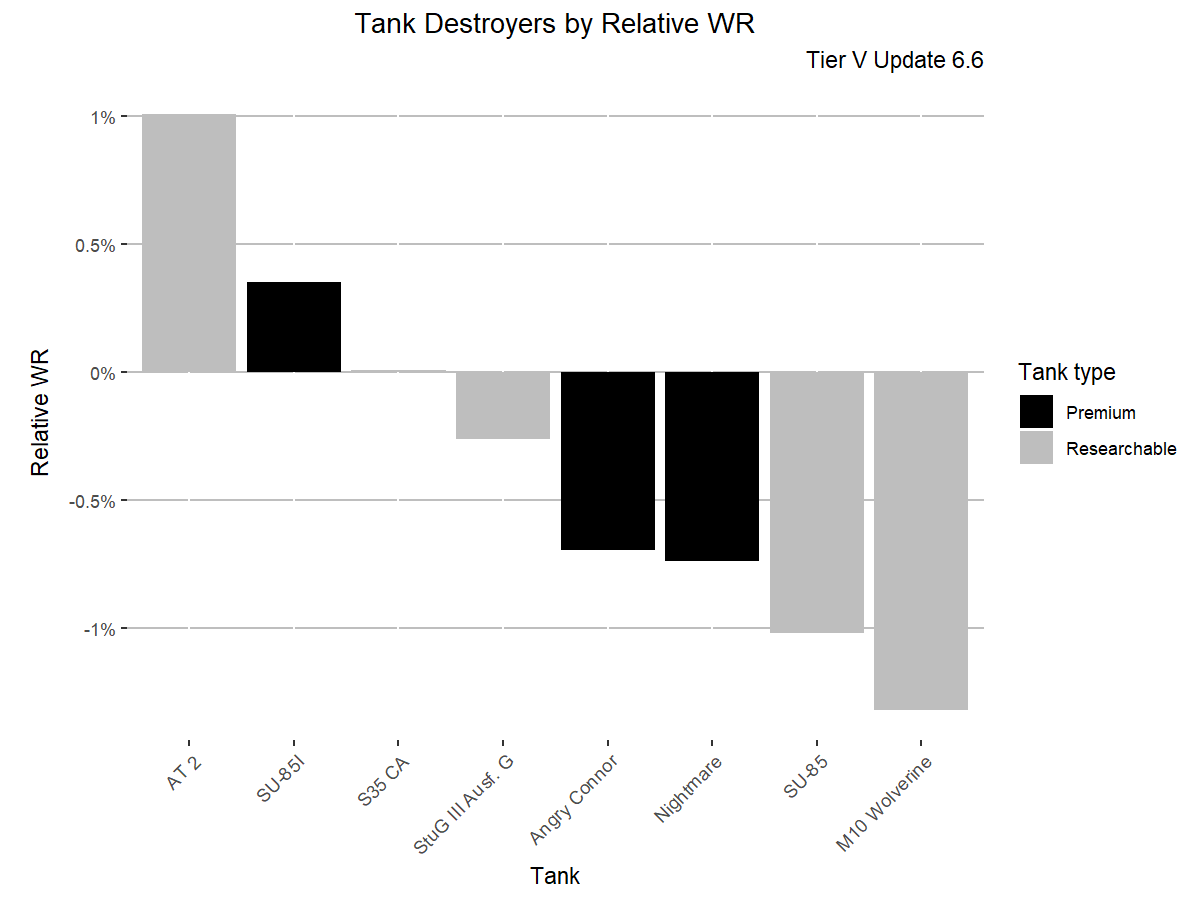 Tank Destroyers by Relative WR
Tier V Update 6.6
1%
0.5%
0%
-0.5%
-1%
Relative WR
AT 2
SU-85I
S35 CA
StuG III Ausf. G
Angry Connor
Nightmare
SU-85
M10 Wolverine
Tank
Tank type
Premium
Researchable